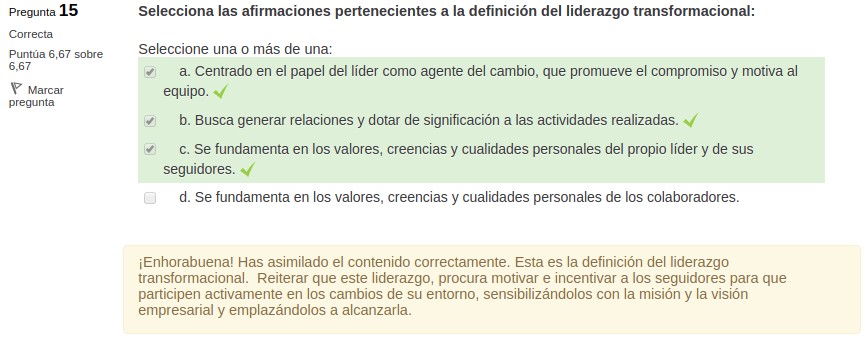 Pregunta 15
Correcta
Puntúa 6,67 sobre
6,67
Marcar
pregunta
Selecciona las afirmaciones pertenecientes a la definición del liderazgo transformacional:
Seleccione una o más de una:
a. Centrado en el papel del líder como agente del cambio, que promueve el compromiso y motiva al
equipo.
b. Busca generar relaciones y dotar de significación a las actividades realizadas.
c. Se fundamenta en los valores, creencias y cualidades personales del propio líder y de sus
seguidores.
d. Se fundamenta en los valores, creencias y cualidades personales de los colaboradores.
¡Enhorabuena! Has asimilado el contenido correctamente. Esta es la definición del liderazgo
transformacional. Reiterar que este liderazgo, procura motivar e incentivar a los seguidores para que
participen activamente en los cambios de su entorno, sensibilizándolos con la misión y la visión
empresarial y emplazándolos a alcanzarla.